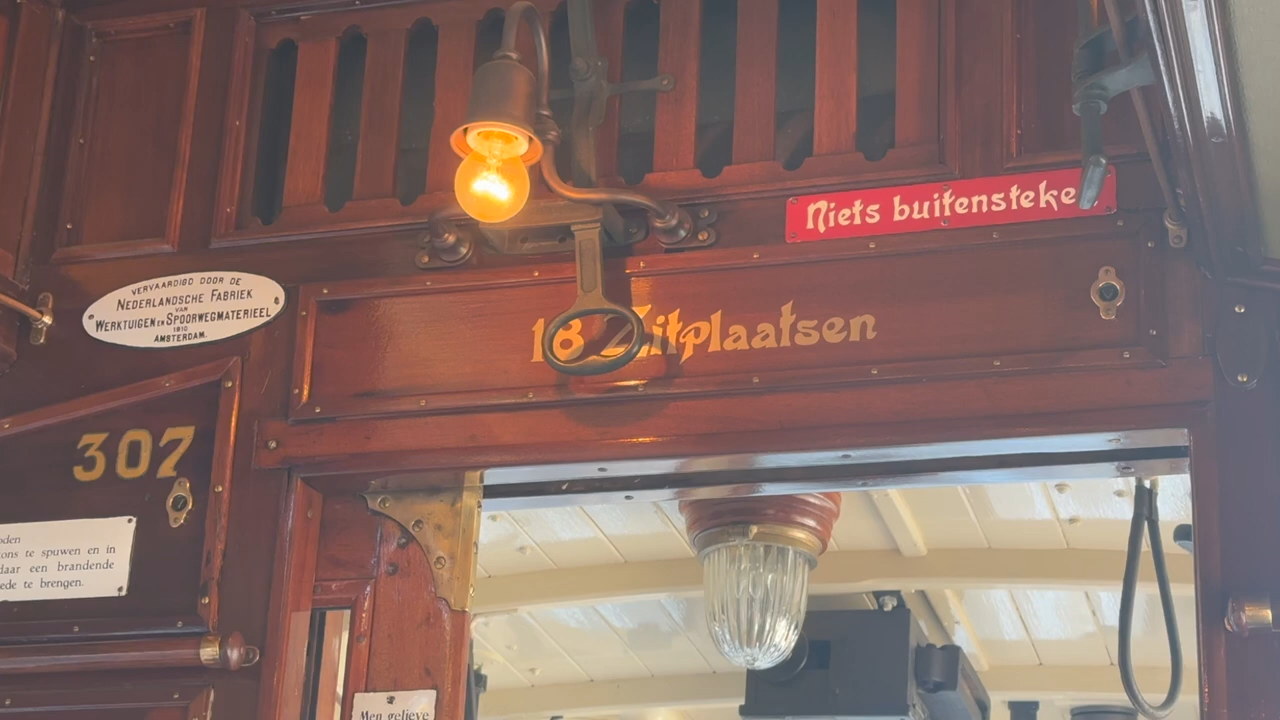 Niets buitensteke
VERVAARDIGD DOOR DE
NEDERLANDSCHE FABRIEK
VAN
WERKTUIGEN EN SPOORWEGMATERIEEL
1910
AMSTERDAM.
18 Zitplaatsen
307
oden
tons te spuwen en in
daar een brandende
ede te brengen.
Men gelieve